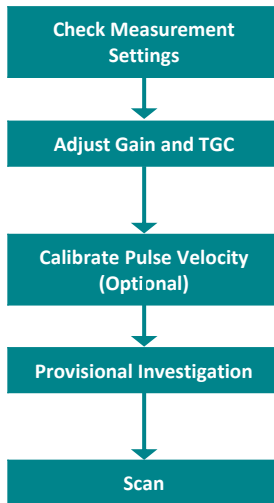 Check Measurement
Settings
Adjust Gain and TGC
Calibrate Pulse Velocity
(Optional)
Provisional Investigation
Scan